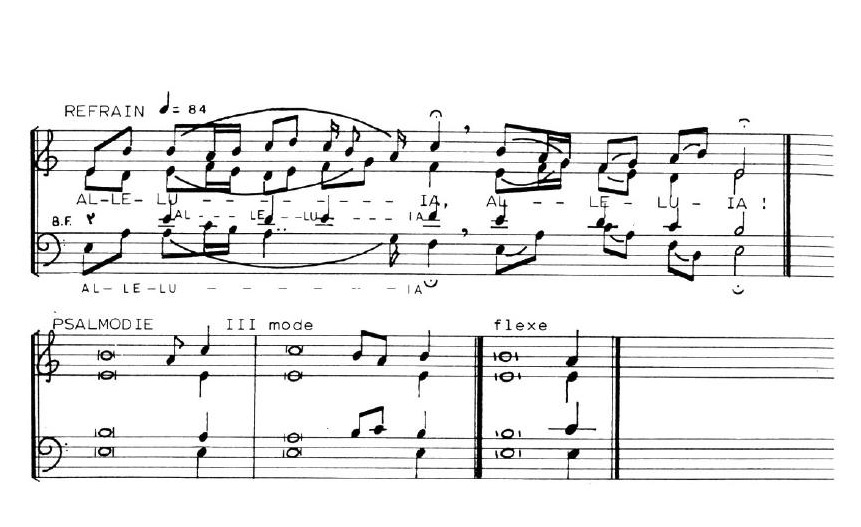 REFRAIN ♩= 84
AL-LE-LU - - - - - - - IA, AL - - LE - LU - IA !
B.F. AL - - - LE--LU-- - - - IA
AL- - LE-LU - - - - - - IA
PSALMODIE III mode flexe